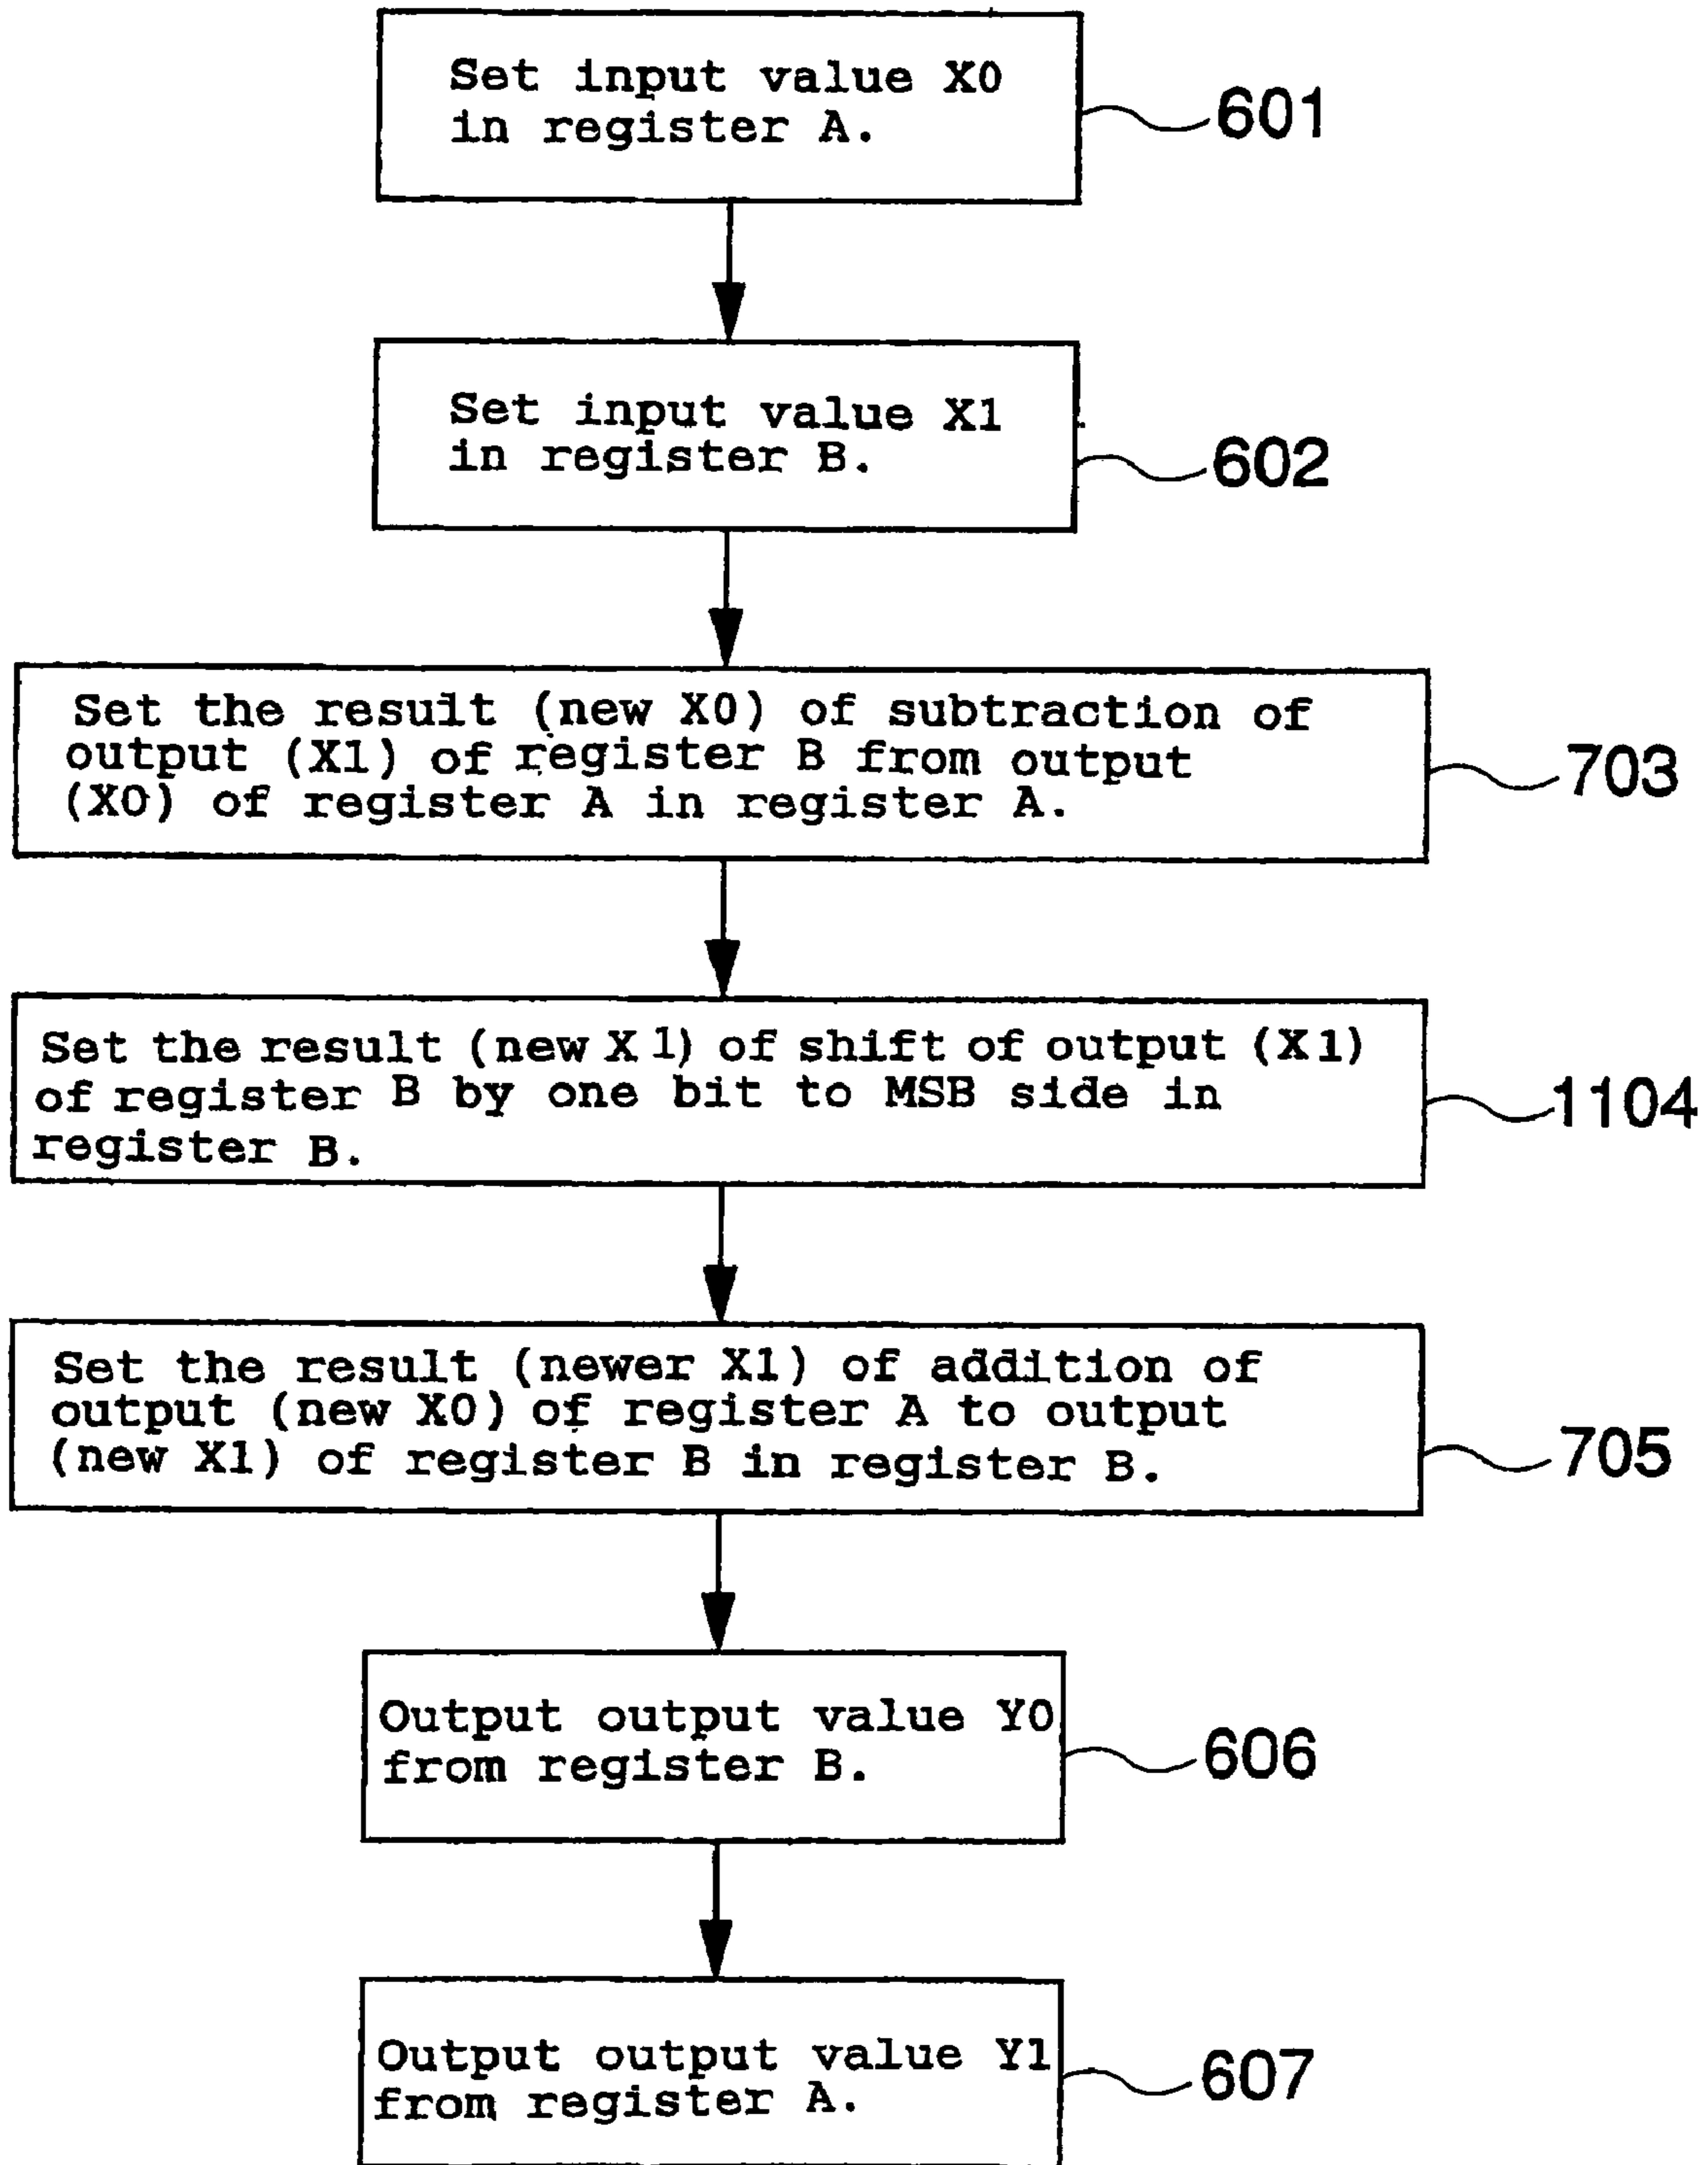 Set input value X0
in register A.
601
Set input value X1
in register B.
602
Set the result (new X0) of subtraction of
output (X1) of register B from output
(X0) of register A in register A.
703
Set the result (new X1) of shift of output (X1)
of register B by one bit to MSB side in
register B.
1104
Set the result (newer X1) of addition of
output (new X0) of register A to output
(new X1) of register B in register B.
705
Output output value Y0
from register B.
606
Output output value Y1
from register A.
607